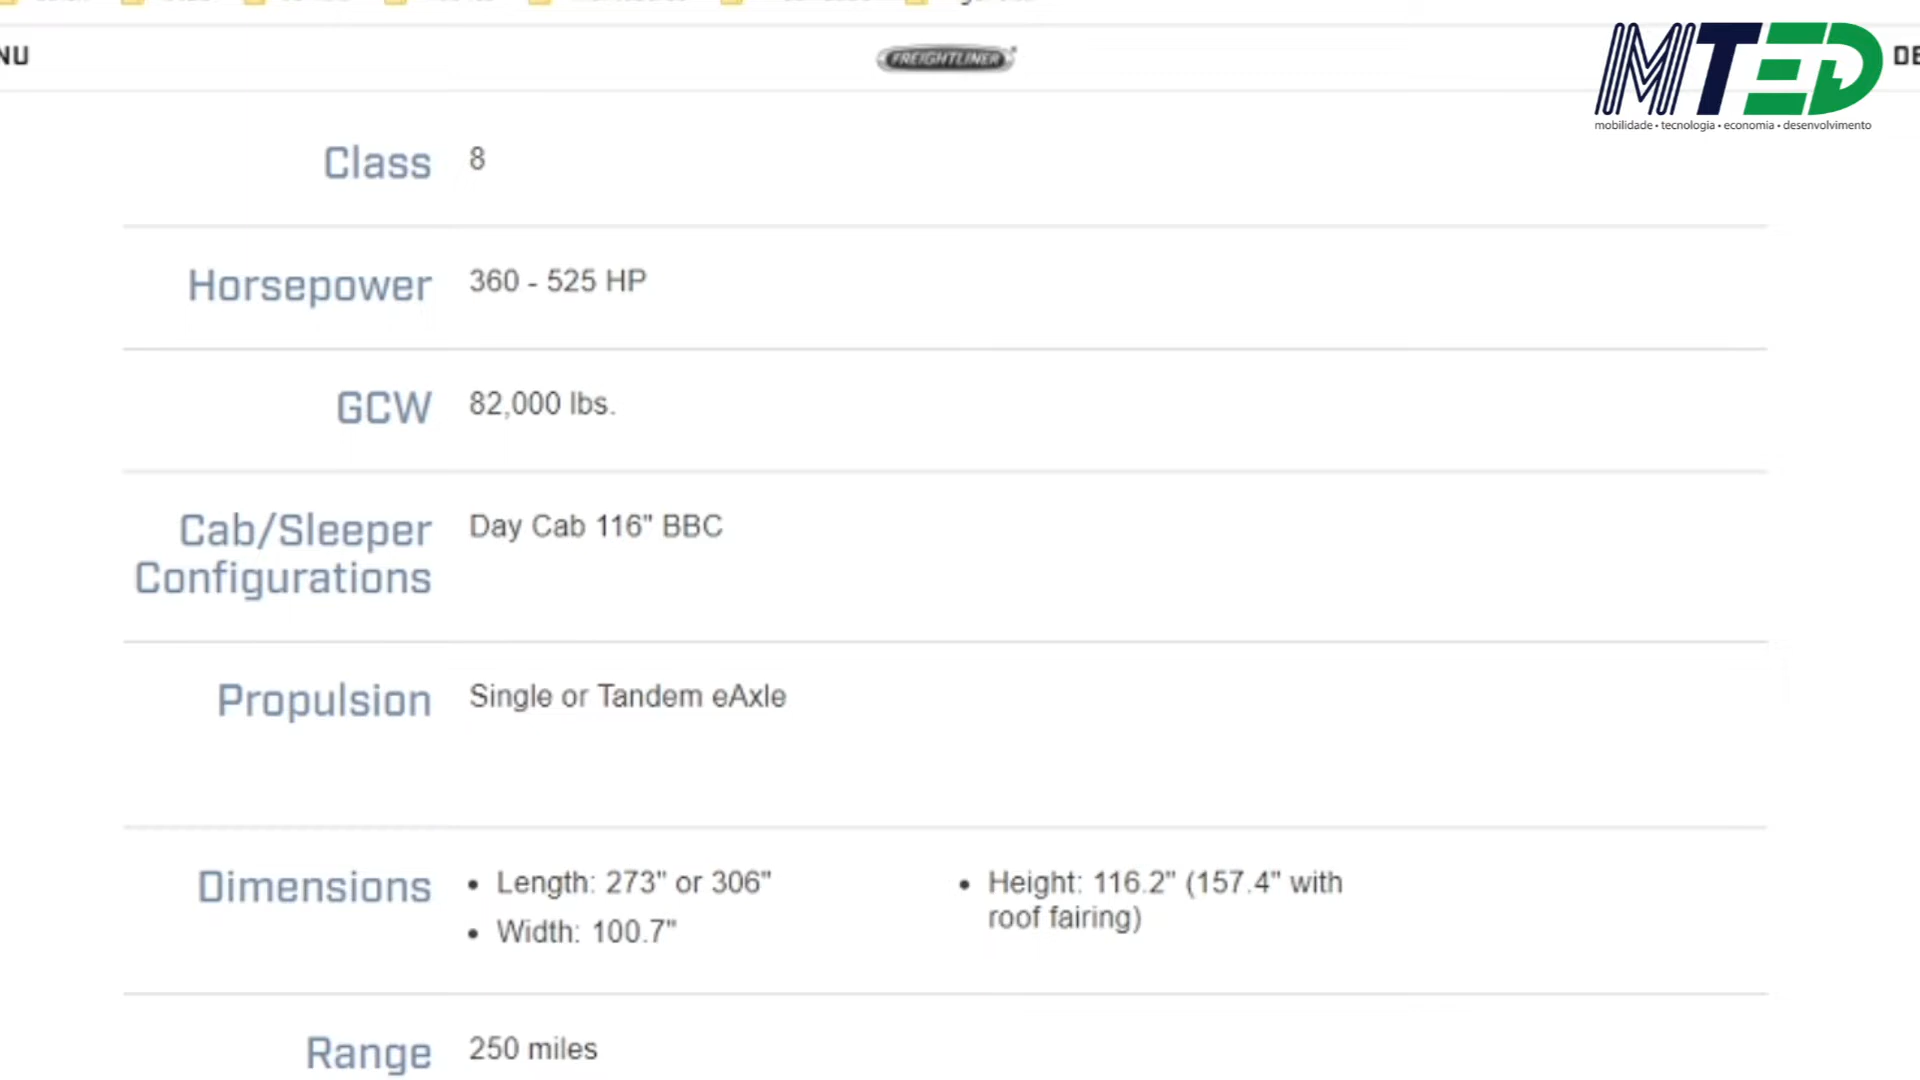 NU
FREIGHTLINER
MTED
mobilidade • tecnologia • economia • desenvolvimento
DE
Class 8
Horsepower 360 - 525 HP
GCW 82,000 lbs.
Cab/Sleeper Configurations Day Cab 116" BBC
Propulsion Single or Tandem eAxle
Dimensions
• Length: 273" or 306"
• Width: 100.7"
• Height: 116.2" (157.4" with
roof fairing)
Range 250 miles